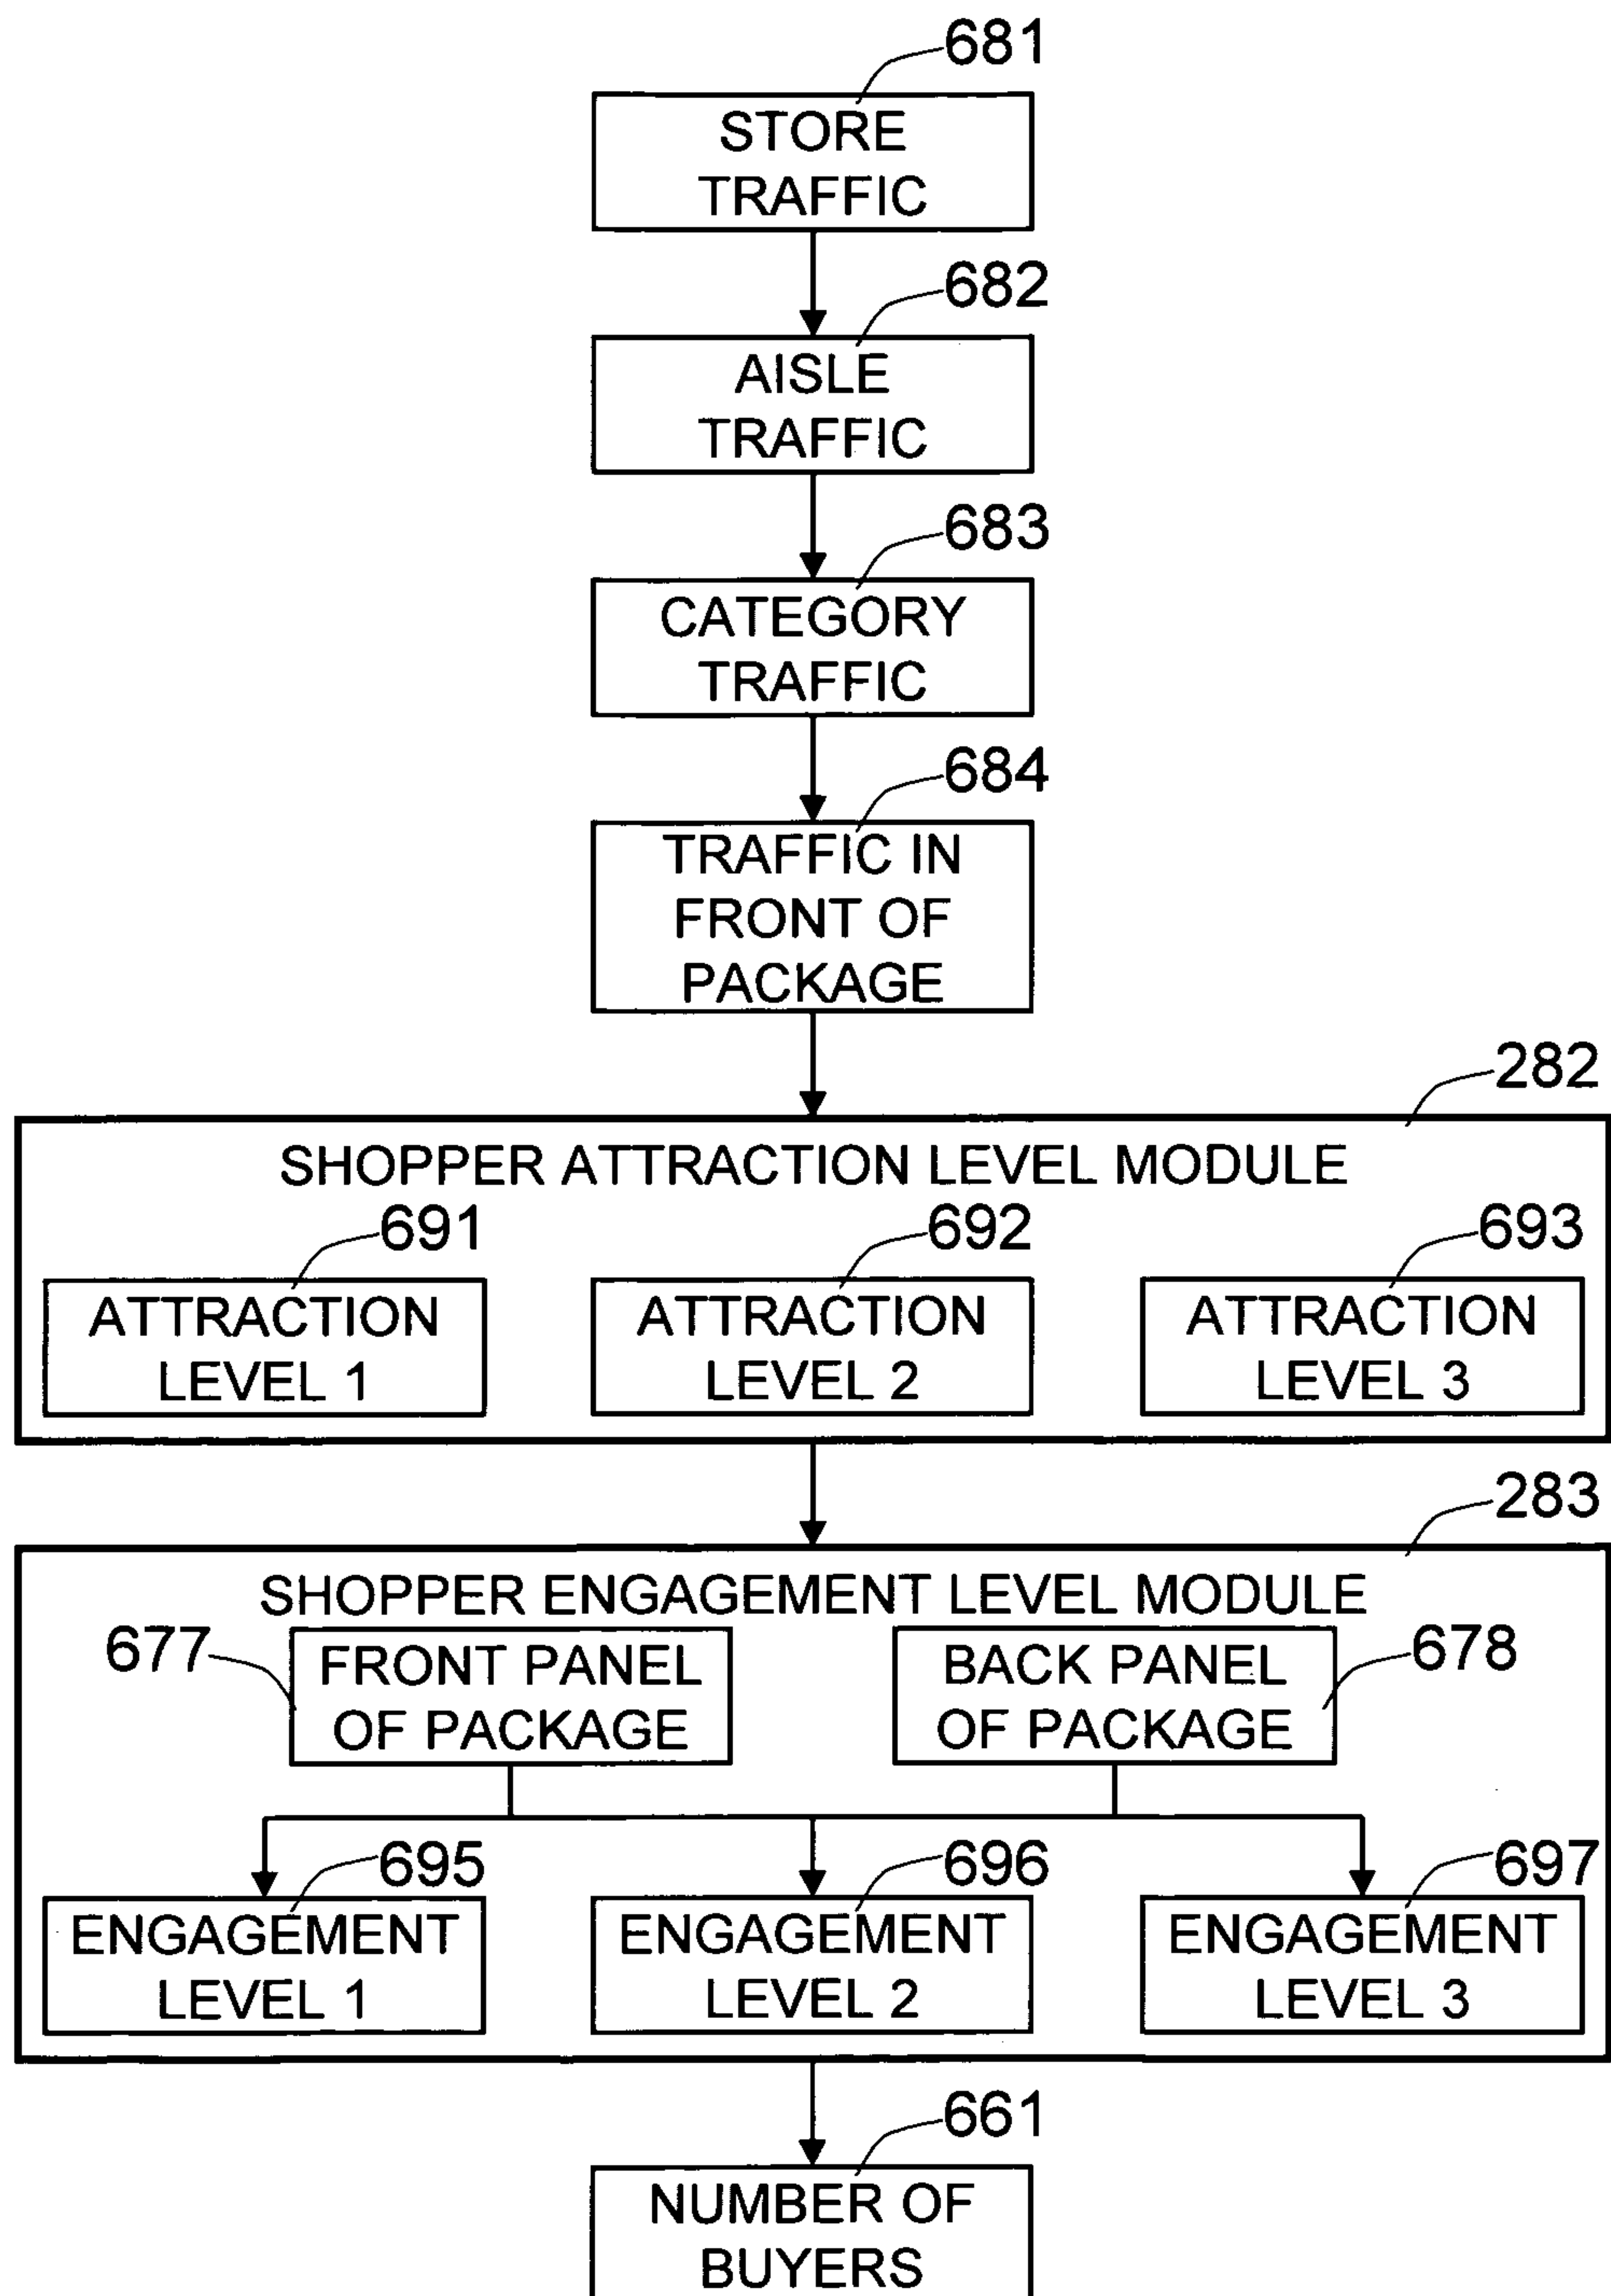 681
STORE
TRAFFIC
682
AISLE
TRAFFIC
683
CATEGORY
TRAFFIC
684
TRAFFIC IN
FRONT OF
PACKAGE
282
SHOPPER ATTRACTION LEVEL MODULE
691
692
693
ATTRACTION
LEVEL 1
ATTRACTION
LEVEL 2
ATTRACTION
LEVEL 3
283
SHOPPER ENGAGEMENT LEVEL MODULE
677
FRONT PANEL
OF PACKAGE
BACK PANEL
OF PACKAGE
678
695
696
697
ENGAGEMENT
LEVEL 1
ENGAGEMENT
LEVEL 2
ENGAGEMENT
LEVEL 3
661
NUMBER OF
BUYERS